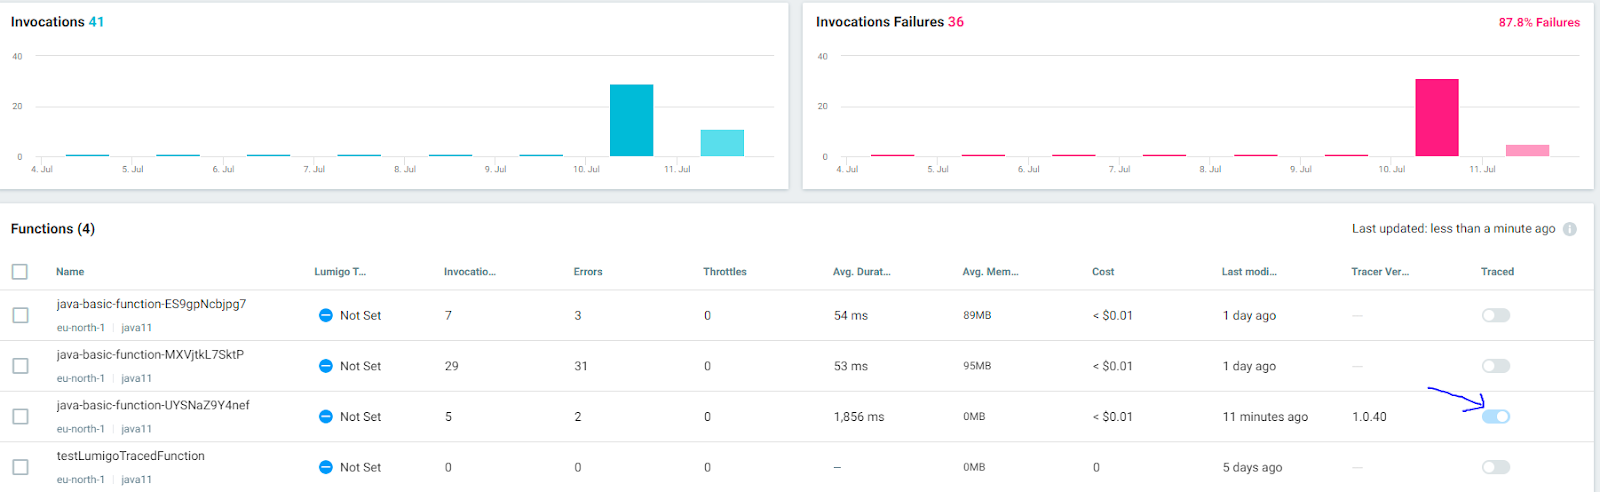 Invocations 41
40
20
0
4. Jul 5. Jul 6. Jul 7. Jul 8. Jul 9. Jul 10. Jul 11. Jul
Invocations Failures 36 87.8% Failures
40
20
0
4. Jul 5. Jul 6. Jul 7. Jul 8. Jul 9. Jul 10. Jul 11. Jul
Functions (4) Last updated: less than a minute ago
Name Lumigo T... Invocatio... Errors Throttles Avg. Durat... Avg. Mem... Cost Last modi... Tracer Ver... Traced
java-basic-function-ES9gpNcbjpg7
Not Set 7 3 0 54 ms 89MB < $0.01 1 day ago —
eu-north-1 java11
java-basic-function-MXVjtkL7SktP
Not Set 29 31 0 53 ms 95MB < $0.01 1 day ago —
eu-north-1 java11
java-basic-function-UYSNaZ9Y4nef
Not Set 5 2 0 1,856 ms 0MB < $0.01 11 minutes ago 1.0.40
eu-north-1 java11
testLumigoTracedFunction
Not Set 0 0 0 – 0MB 0 5 days ago —
eu-north-1 java11